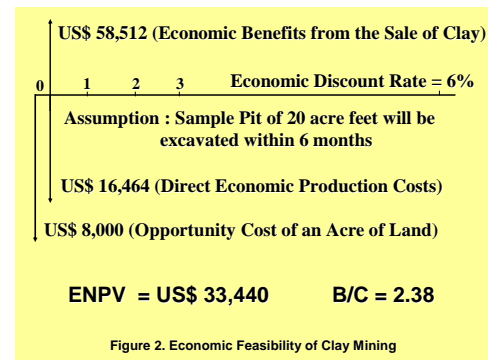 US$ 58,512 (Economic Benefits from the Sale of Clay)
0 1 2 3 Economic Discount Rate = 6%
Assumption : Sample Pit of 20 acre feet will be
excavated within 6 months
US$ 16,464 (Direct Economic Production Costs)
US$ 8,000 (Opportunity Cost of an Acre of Land)
ENPV = US$ 33,440 B/C = 2.38
Figure 2. Economic Feasibility of Clay Mining